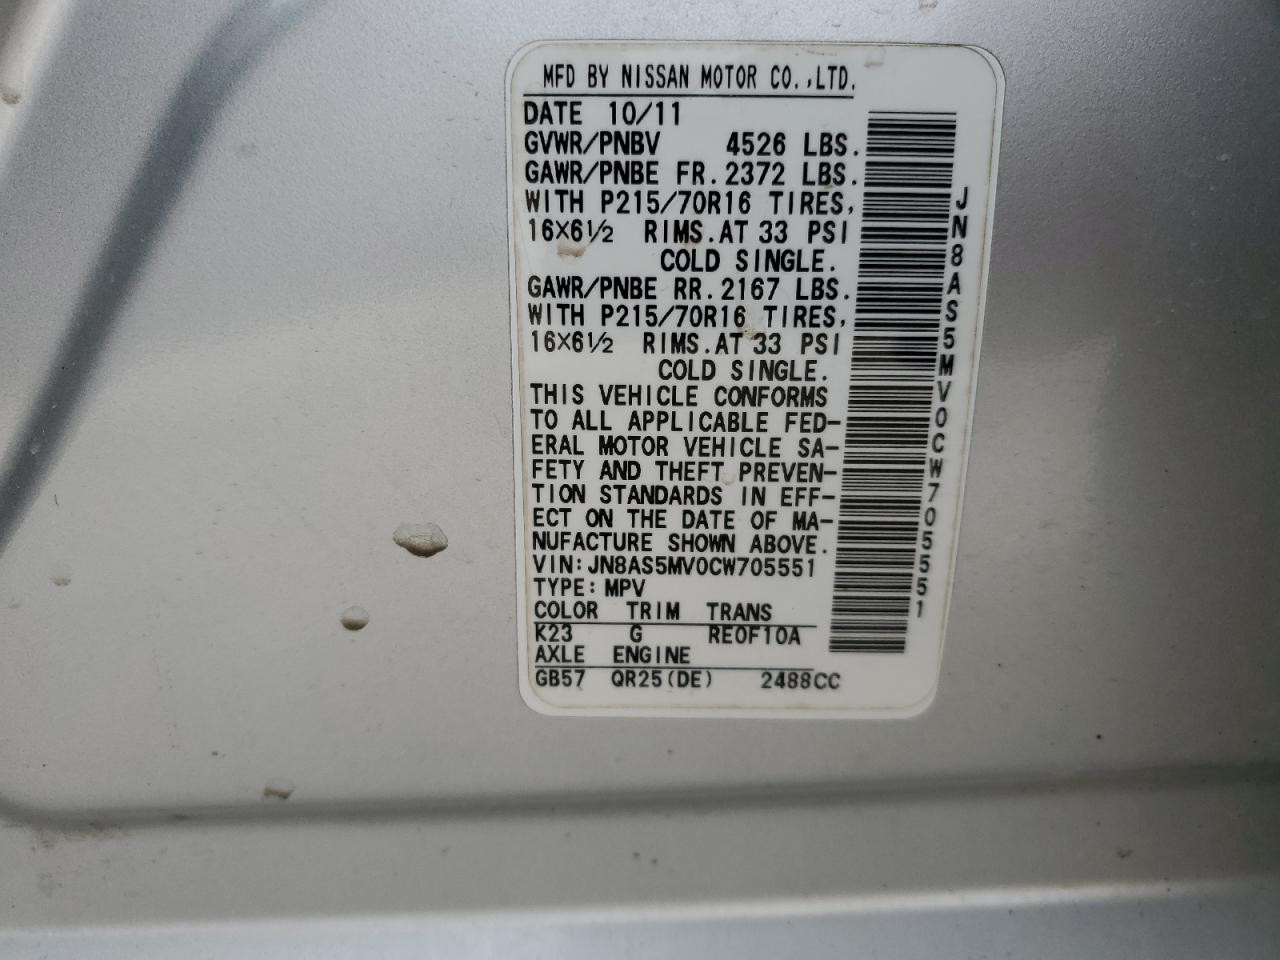 MFD BY NISSAN MOTOR CO.,LTD.
DATE 10/11
GVWR/PNBV 4526 LBS.
GAWR/PNBE FR. 2372 LBS.
WITH P215/70R16 TIRES,
16×6½ RIMS. AT 33 PSI
COLD SINGLE.
GAWR/PNBE RR. 2167 LBS.
WITH P215/70R16 TIRES,
16×6½ RIMS. AT 33 PSI
COLD SINGLE.
THIS VEHICLE CONFORMS
TO ALL APPLICABLE FED-
ERAL MOTOR VEHICLE SA-
FETY AND THEFT PREVEN-
TION STANDARDS IN EFF-
ECT ON THE DATE OF MA-
NUFACTURE SHOWN ABOVE.
VIN: JN8AS5MV0CW705551
TYPE: MPV
COLOR TRIM TRANS
K23 G RE0F10A
AXLE ENGINE
GB57 QR25(DE) 2488CC
JN8AS5MV0CW705551